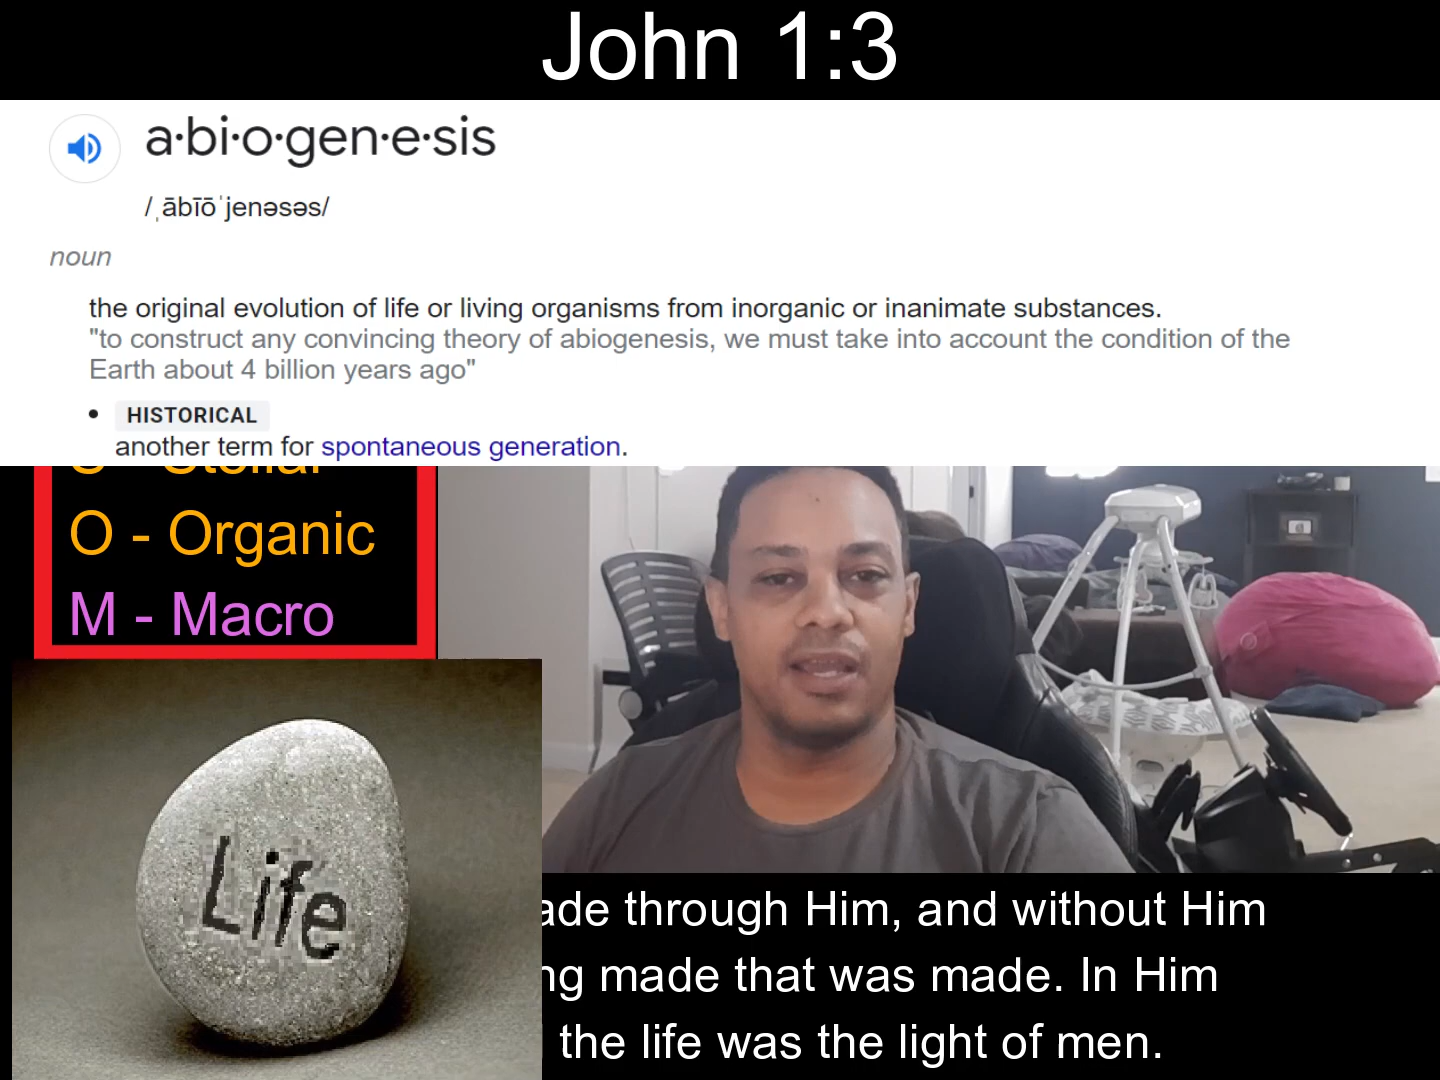 John 1:3
a·bi·o·gen·e·sis
/ˌābīōˈjenəsəs/
noun
the original evolution of life or living organisms from inorganic or inanimate substances.
"to construct any convincing theory of abiogenesis, we must take into account the condition of the
Earth about 4 billion years ago"
• HISTORICAL
another term for spontaneous generation.
S - Stellar
O - Organic
M - Macro
Life
through Him, and without Him
made that was made. In Him
the life was the light of men.